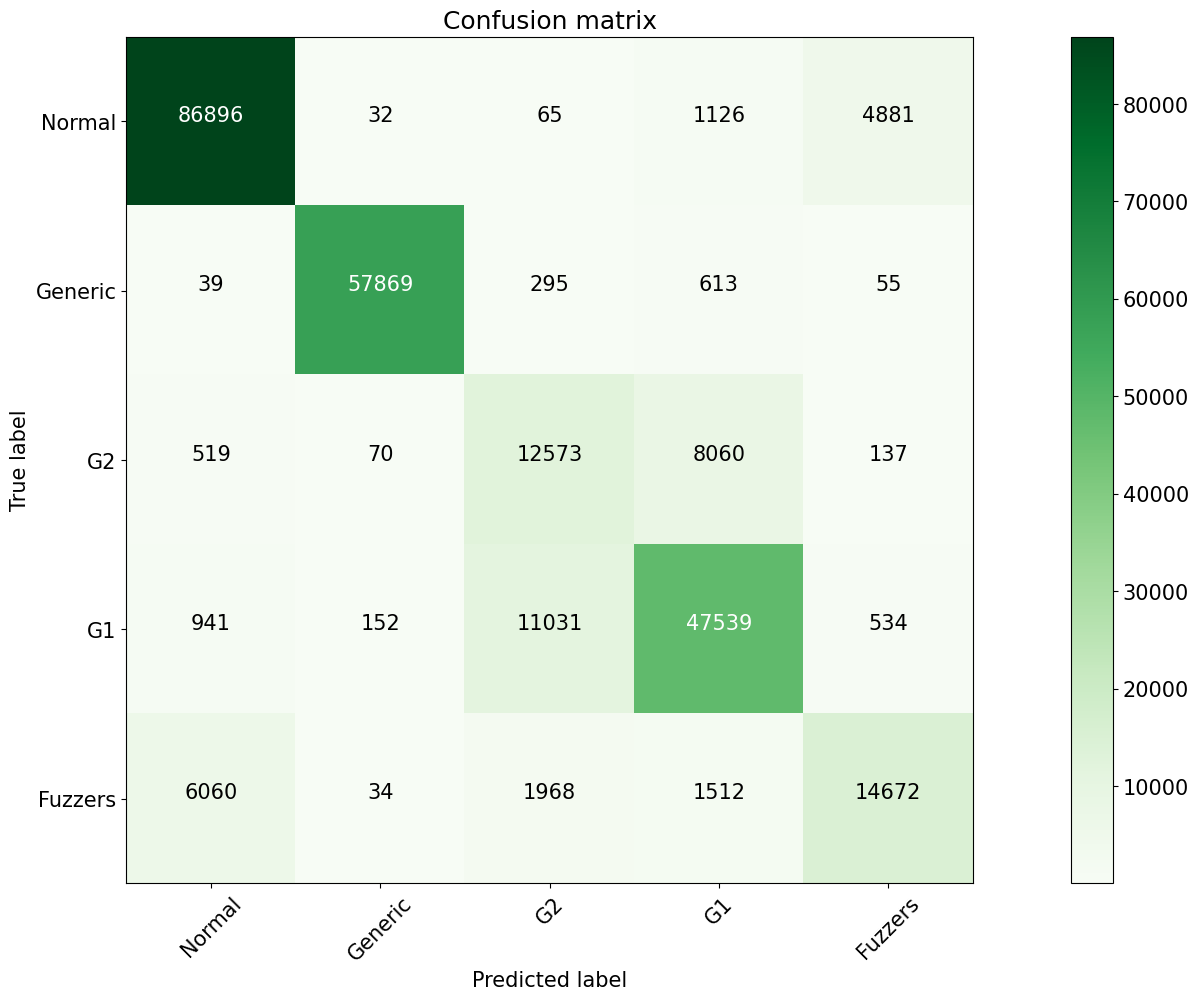 Confusion matrix
Normal 86896 32 65 1126 4881
Generic 39 57869 295 613 55
G2 519 70 12573 8060 137
G1 941 152 11031 47539 534
Fuzzers 6060 34 1968 1512 14672
Normal Generic G2 G1 Fuzzers
Predicted label
True label
80000
70000
60000
50000
40000
30000
20000
10000